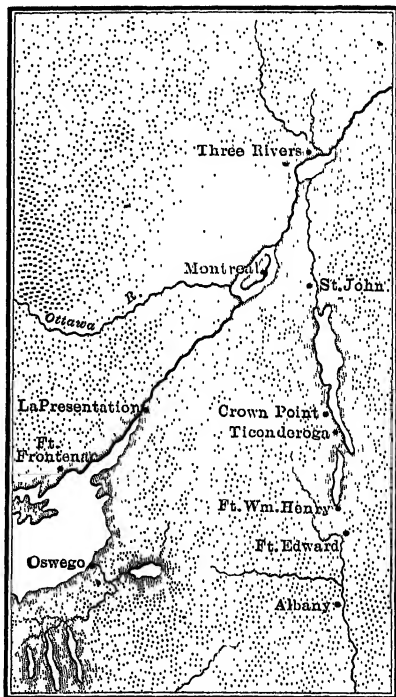 Three Rivers
Montreal
St. John
Ottawa R.
LaPresentation
Crown Point
Ticonderoga
Ft.
Frontenac
Ft. Wm. Henry
Ft. Edward
Oswego
Albany